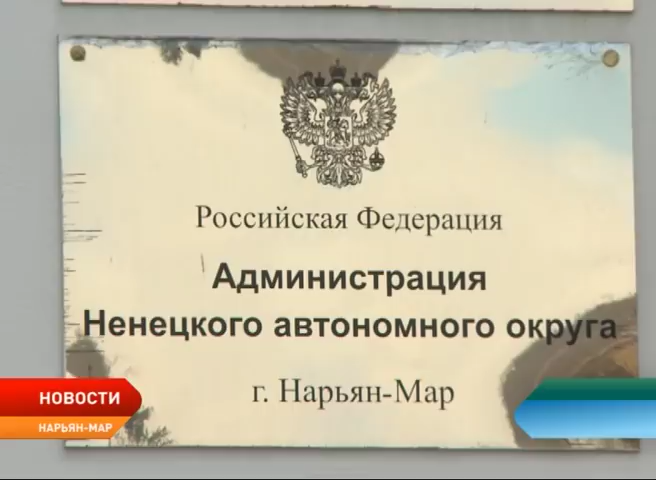 Российская Федерация
Администрация
Ненецкого автономного округа
г. Нарьян-Мар
НОВОСТИ
НАРЬЯН-МАР